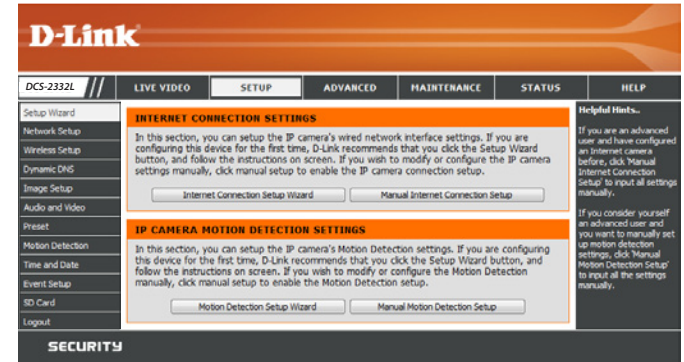 D-Link
DCS-2332L
LIVE VIDEO
SETUP
ADVANCED
MAINTENANCE
STATUS
HELP
Setup Wizard
Network Setup
Wireless Setup
Dynamic DNS
Image Setup
Audio and Video
Preset
Motion Detection
Time and Date
Event Setup
SD Card
Logout
INTERNET CONNECTION SETTINGS
In this section, you can setup the IP camera's wired network interface settings. If you are
configuring this device for the first time, D-Link recommends that you click the Setup Wizard
button, and follow the instructions on screen. If you wish to modify or configure the IP camera
settings manually, click manual setup to enable the IP camera connection setup.
Internet Connection Setup Wizard
Manual Internet Connection Setup
IP CAMERA MOTION DETECTION SETTINGS
In this section, you can setup the IP camera's Motion Detection settings. If you are configuring
this device for the first time, D-Link recommends that you click the Setup Wizard button, and
follow the instructions on screen. If you wish to modify or configure the Motion Detection
manually, click manual setup to enable the Motion Detection setup.
Motion Detection Setup Wizard
Manual Motion Detection Setup
Helpful Hints..
If you are an advanced
user and have configured
an Internet camera
before, click 'Manual
Internet Connection
Setup' to input all settings
manually.
If you consider yourself
an advanced user and
you want to manually set
up motion detection
settings, click 'Manual
Motion Detection Setup'
to input all the settings
manually.
SECURITY